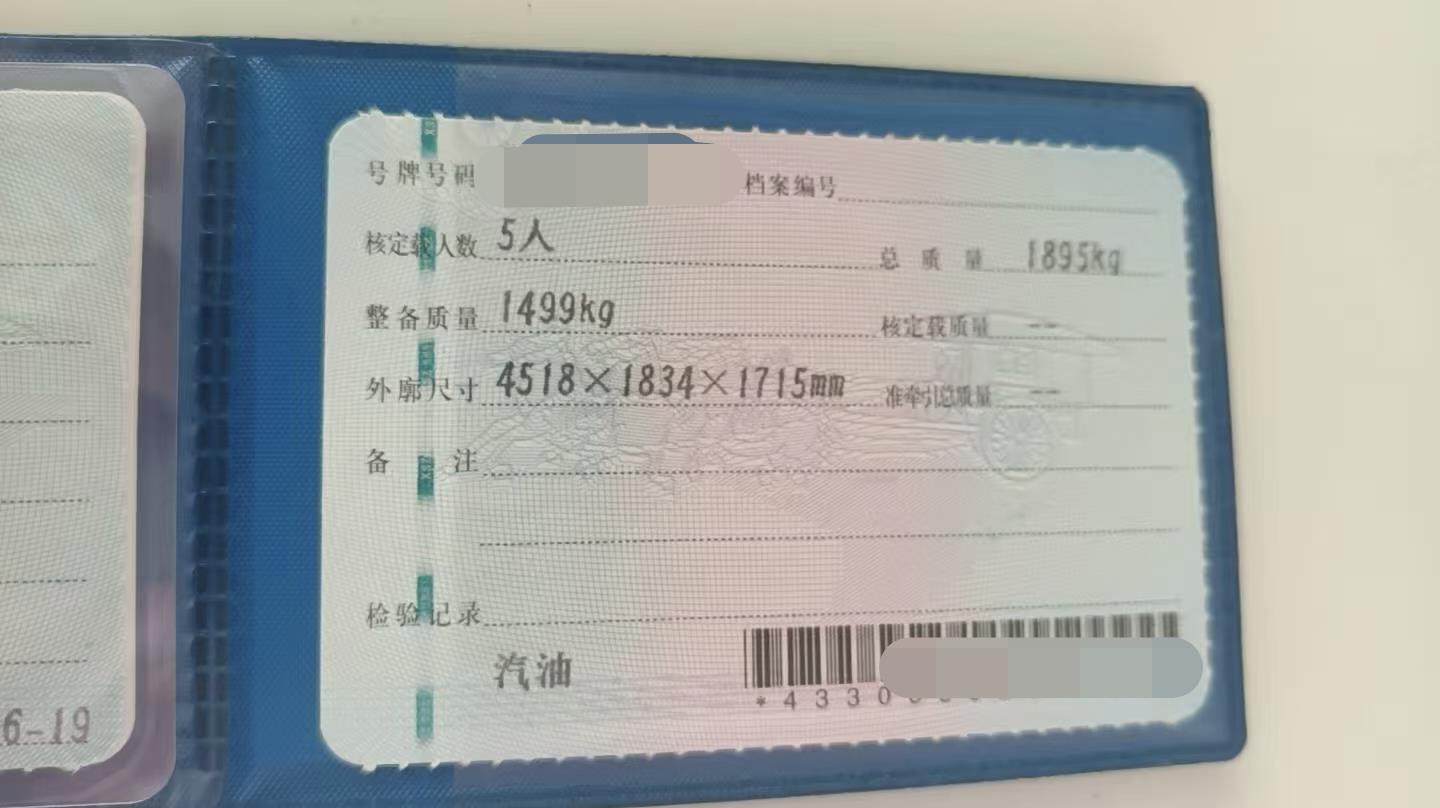 号牌号码 档案编号
核定载人数 5人 总质量 1895kg
整备质量 1499kg 核定载质量 --
外廓尺寸 4518×1834×1715mm 准牵引总质量 --
备注
检验记录
汽油
*4330
6-19